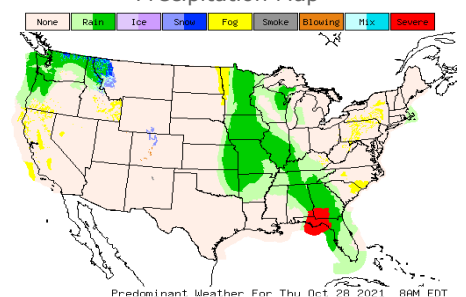 Precipitation Map
None Rain Ice Snow Fog Smoke Blowing Mix Severe
Predominant Weather For Thu Oct 28 2021 8AM EDT